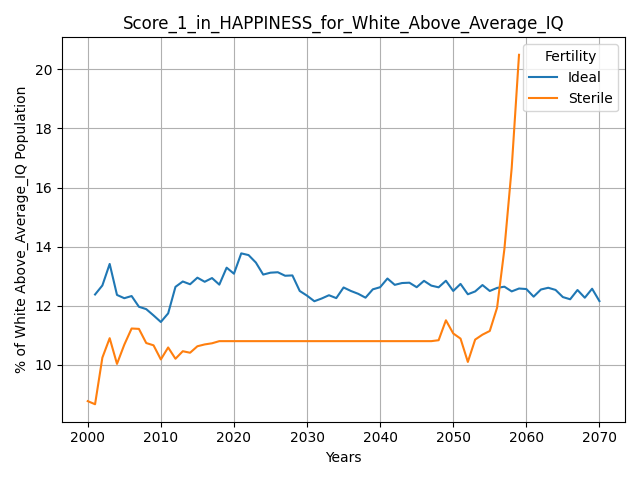 Score_1_in_HAPPINESS_for_White_Above_Average_IQ
% of White Above_Average_IQ Population
20
18
16
14
12
10
Fertility
Ideal
Sterile
2000 2010 2020 2030 2040 2050 2060 2070
Years